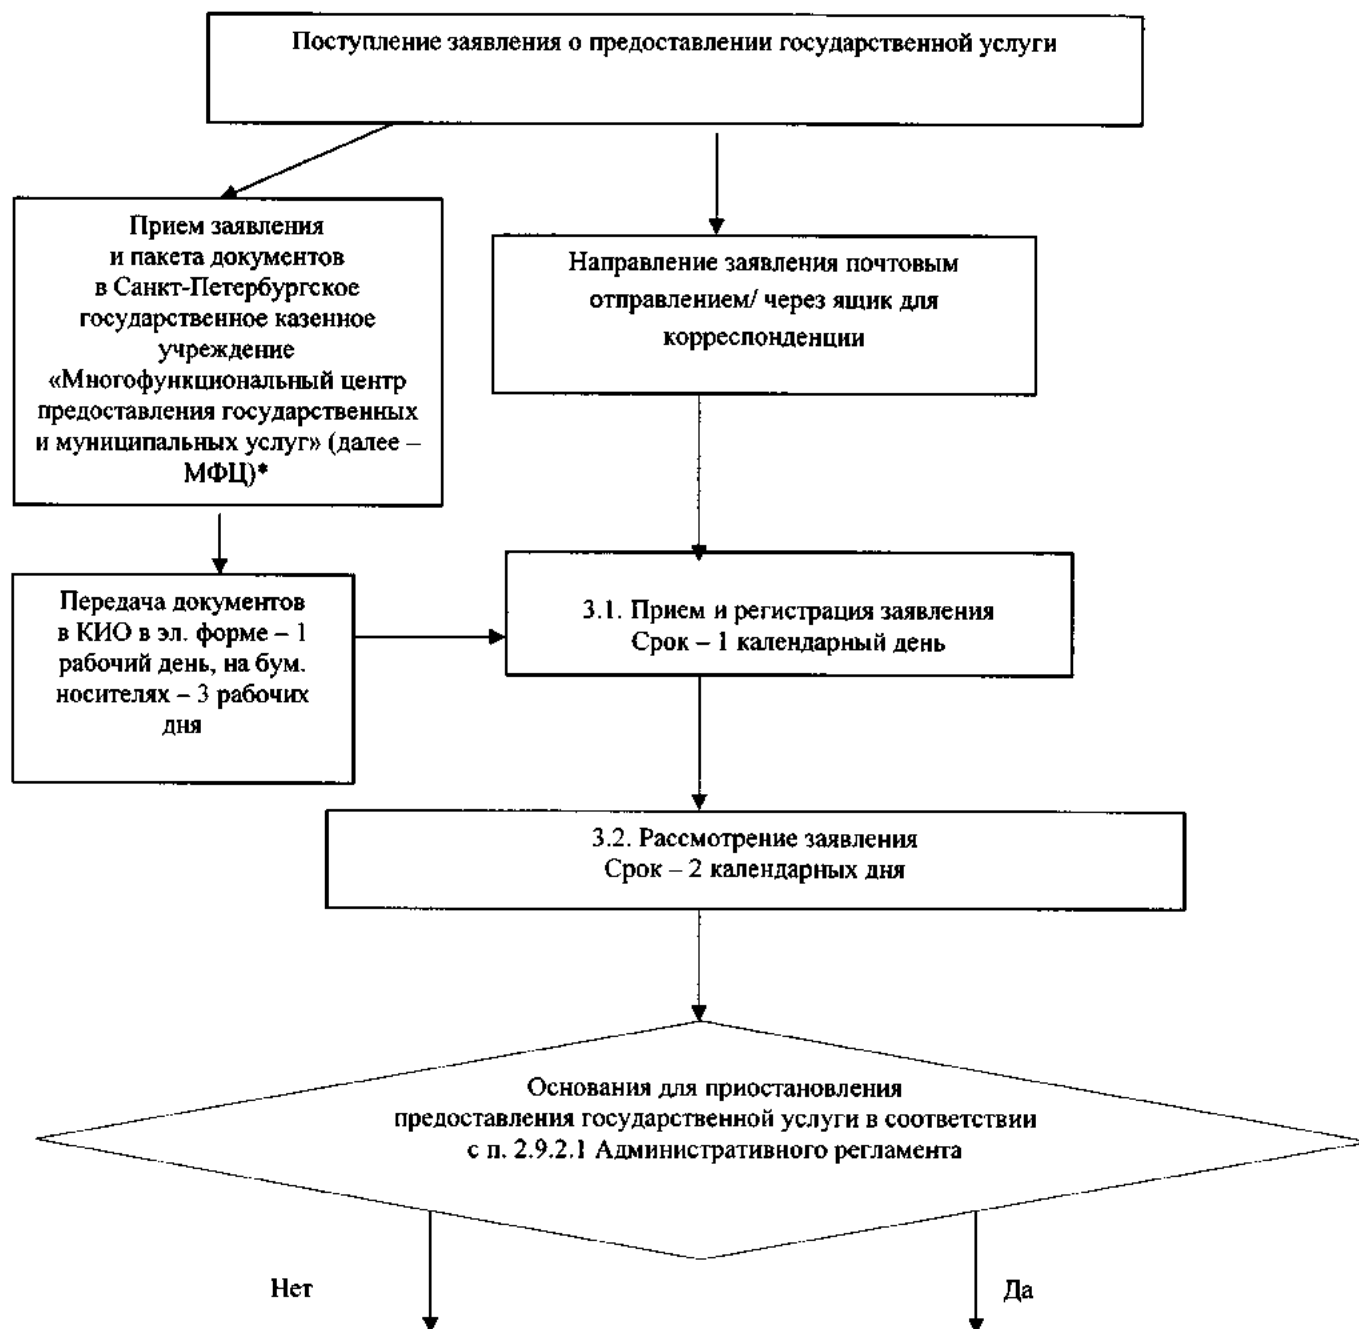 Поступление заявления о предоставлении государственной услуги
Прием заявления
и пакета документов
в Санкт-Петербургское
государственное казенное
учреждение
«Многофункциональный центр
предоставления государственных
и муниципальных услуг» (далее –
МФЦ)*
Направление заявления почтовым
отправлением/ через ящик для
корреспонденции
Передача документов
в КИО в эл. форме – 1
рабочий день, на бум.
носителях – 3 рабочих
дня
3.1. Прием и регистрация заявления
Срок – 1 календарный день
3.2. Рассмотрение заявления
Срок – 2 календарных дня
Основания для приостановления
предоставления государственной услуги в соответствии
с п. 2.9.2.1 Административного регламента
Нет
Да